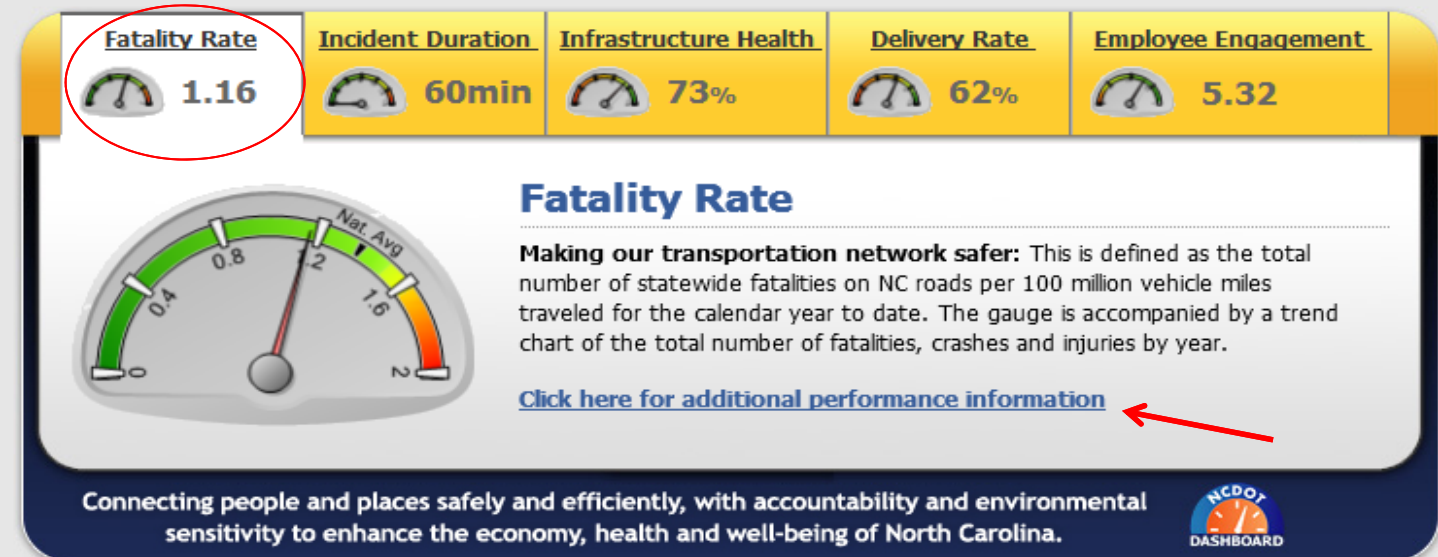 Fatality Rate
1.16
Incident Duration
60min
Infrastructure Health
73%
Delivery Rate
62%
Employee Engagement
5.32
0
0.4
0.8
1.2
Nat. Avg
1.6
2
Fatality Rate
Making our transportation network safer: This is defined as the total
number of statewide fatalities on NC roads per 100 million vehicle miles
traveled for the calendar year to date. The gauge is accompanied by a trend
chart of the total number of fatalities, crashes and injuries by year.
Click here for additional performance information
Connecting people and places safely and efficiently, with accountability and environmental
sensitivity to enhance the economy, health and well-being of North Carolina.
NCDOT
DASHBOARD